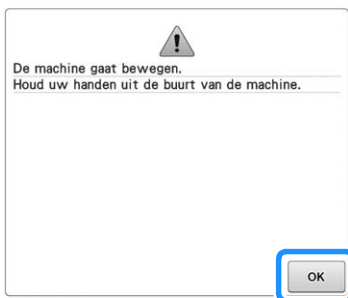 De machine gaat bewegen.
Houd uw handen uit de buurt van de machine.
OK